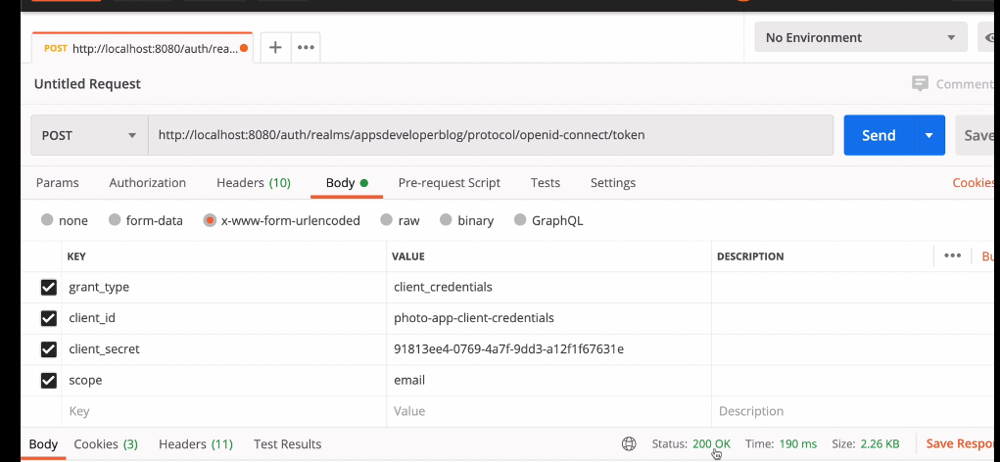 POST http://localhost:8080/auth/rea... + •••
No Environment
Untitled Request
Comment
POST http://localhost:8080/auth/realms/appsdeveloperblog/protocol/openid-connect/token Send Save
Params Authorization Headers (10) Body Pre-request Script Tests Settings Cookies
none form-data x-www-form-urlencoded raw binary GraphQL
KEY VALUE DESCRIPTION ••• Bu
grant_type client_credentials
client_id photo-app-client-credentials
client_secret 91813ee4-0769-4a7f-9dd3-a12f1f67631e
scope email
Key Value Description
Body Cookies (3) Headers (11) Test Results Status: 200 OK Time: 190 ms Size: 2.26 KB Save Respo